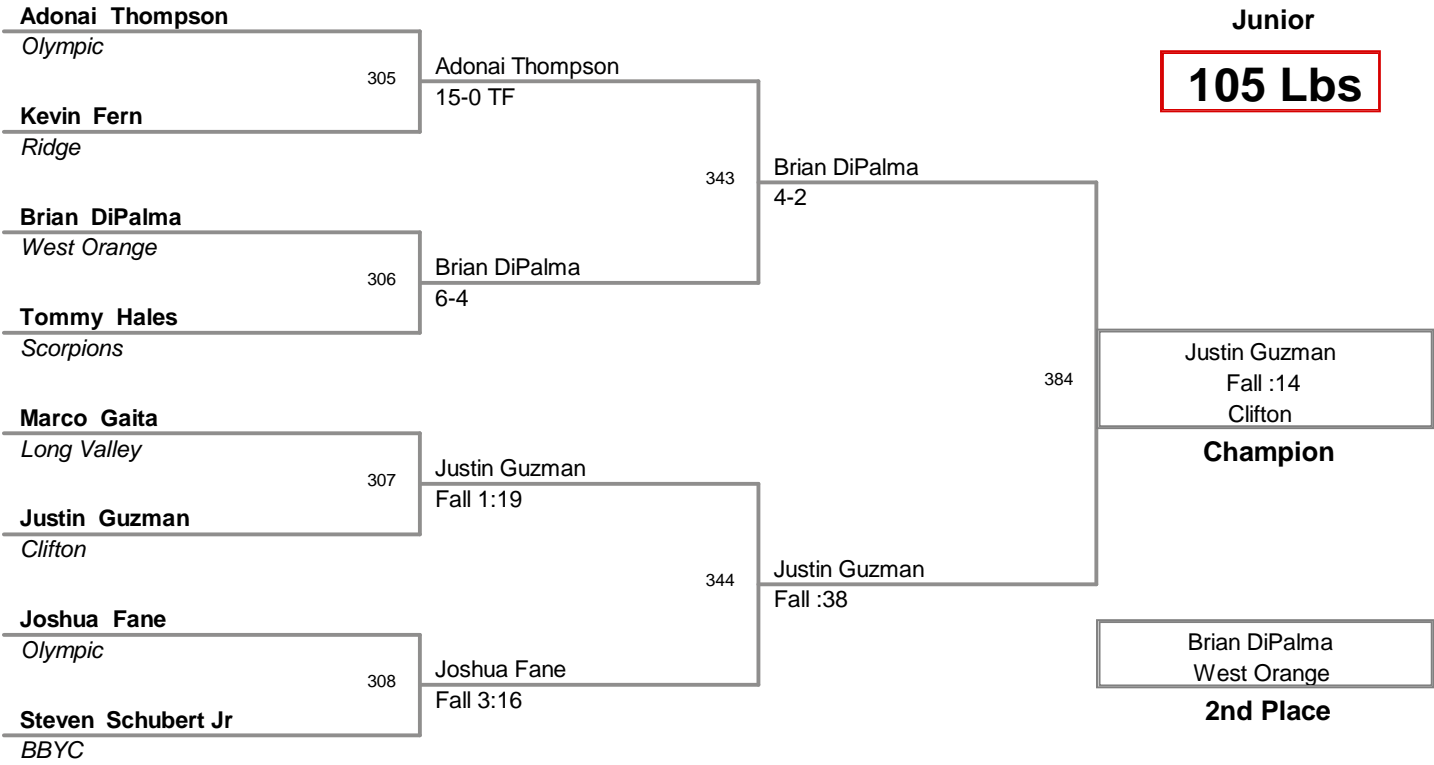 Adonai Thompson
Olympic
305
Kevin Fern
Ridge
Adonai Thompson
15-0 TF
Brian DiPalma
West Orange
306
Tommy Hales
Scorpions
Brian DiPalma
6-4
343
Brian DiPalma
4-2
Marco Gaita
Long Valley
307
Justin Guzman
Clifton
Justin Guzman
Fall 1:19
Joshua Fane
Olympic
308
Steven Schubert Jr
BBYC
Joshua Fane
Fall 3:16
344
Justin Guzman
Fall :38
384
Junior
105 Lbs
Justin Guzman
Fall :14
Clifton
Champion
Brian DiPalma
West Orange
2nd Place